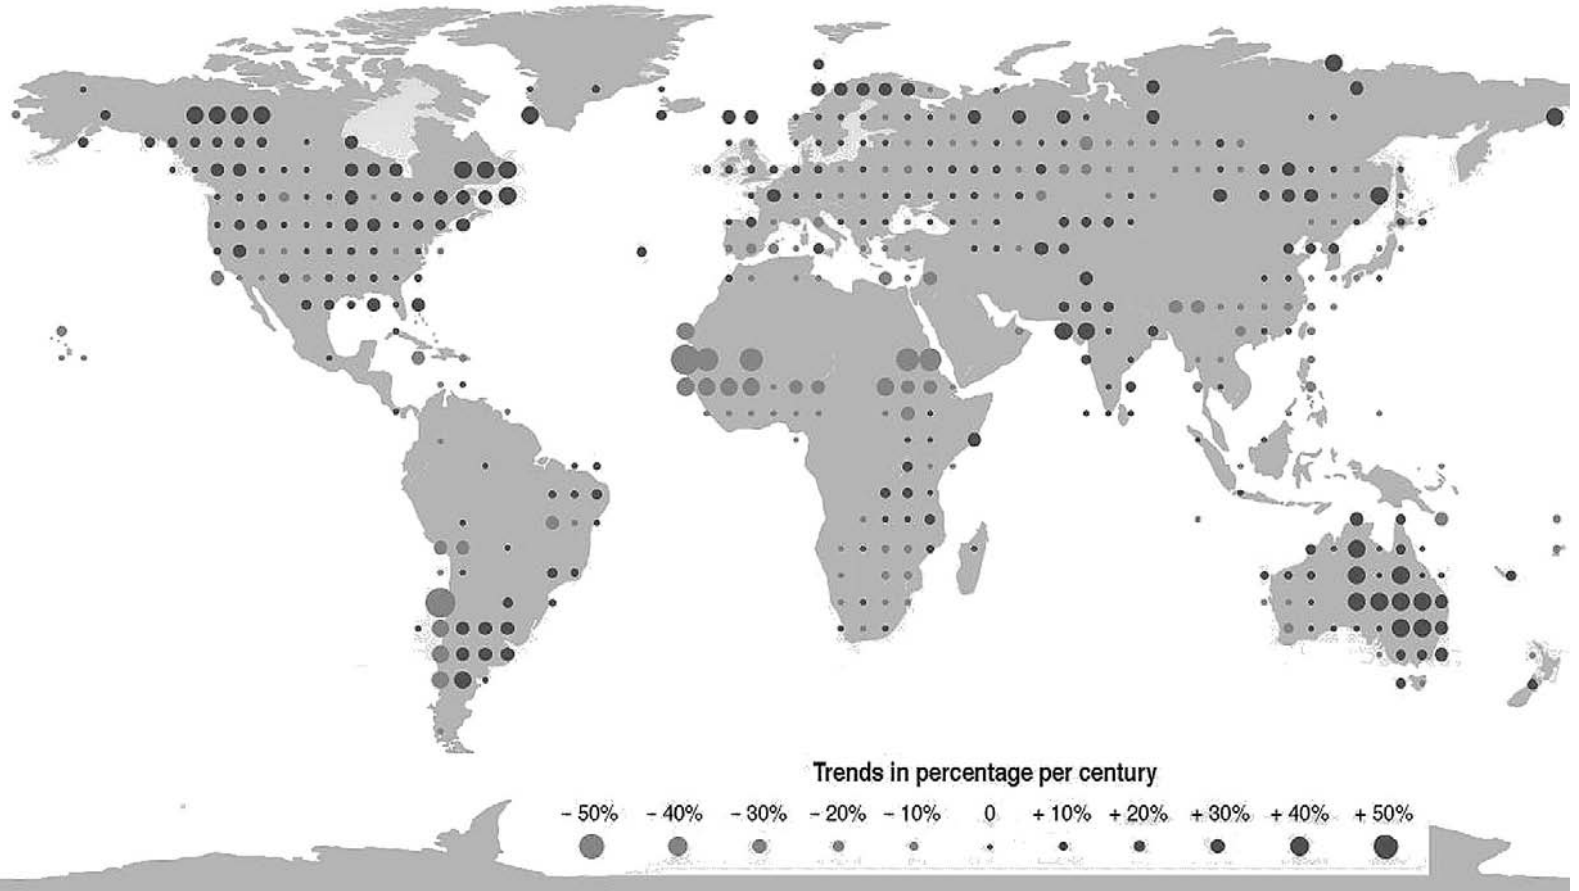 Trends in percentage per century
– 50% – 40% – 30% – 20% – 10% 0 + 10% + 20% + 30% + 40% + 50%